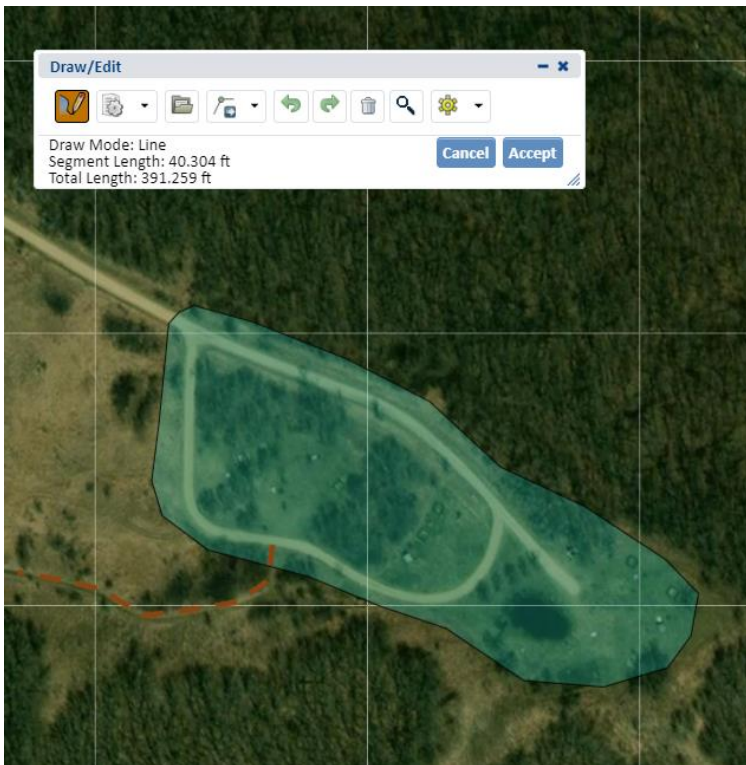 Draw/Edit
Draw Mode: Line
Segment Length: 40.304 ft
Total Length: 391.259 ft
Cancel Accept